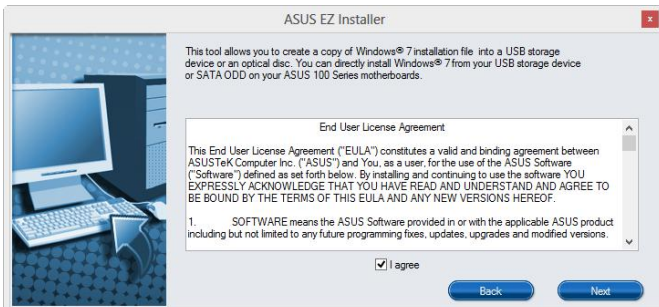 ASUS EZ Installer
x
This tool allows you to create a copy of Windows® 7 installation file into a USB storage
device or an optical disc. You can directly install Windows® 7 from your USB storage device
or SATA ODD on your ASUS 100 Series motherboards.
End User License Agreement
This End User License Agreement ("EULA") constitutes a valid and binding agreement between
ASUSTeK Computer Inc. ("ASUS") and You, as a user, for the use of the ASUS Software
("Software") defined as set forth below. By installing and continuing to use the software YOU
EXPRESSLY ACKNOWLEDGE THAT YOU HAVE READ AND UNDERSTAND AND AGREE TO
BE BOUND BY THE TERMS OF THIS EULA AND ANY NEW VERSIONS HEREOF.
1. SOFTWARE means the ASUS Software provided in or with the applicable ASUS product
including but not limited to any future programming fixes, updates, upgrades and modified versions.
I agree
Back Next